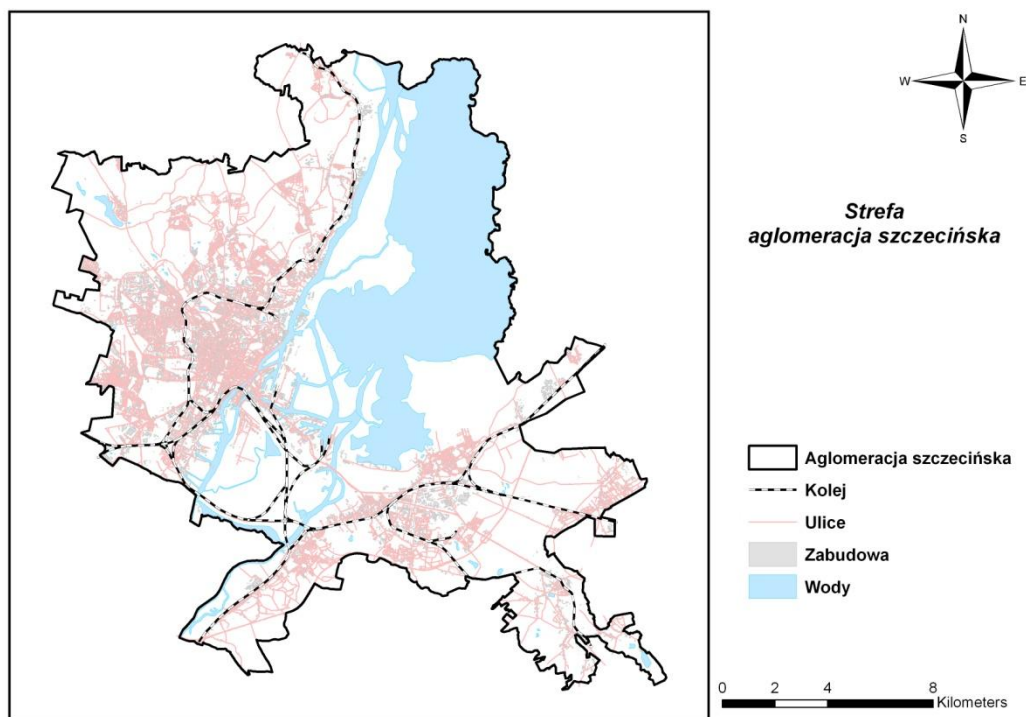 N
W E
S
Strefa
aglomeracja szczecińska
Aglomeracja szczecińska
Kolej
Ulice
Zabudowa
Wody
0 2 4 8
Kilometers